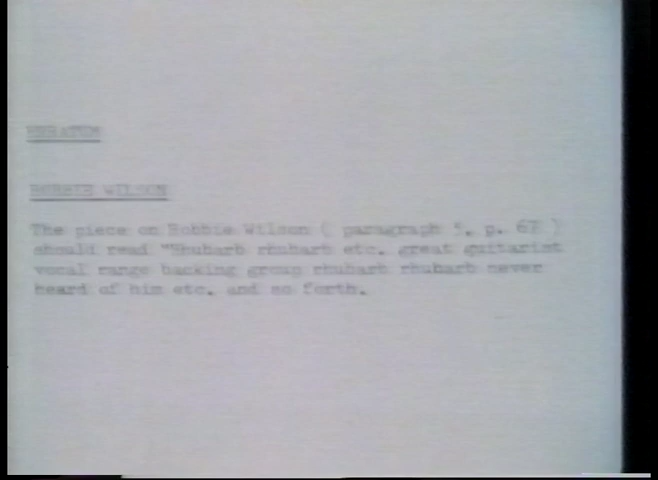 ERRATUM
ROBBIE WILSON
The piece on Robbie Wilson ( paragraph 5, p. 67 )
should read "Rhubarb rhubarb etc. great guitarist
vocal range backing group rhubarb rhubarb never
heard of him etc. and so forth.